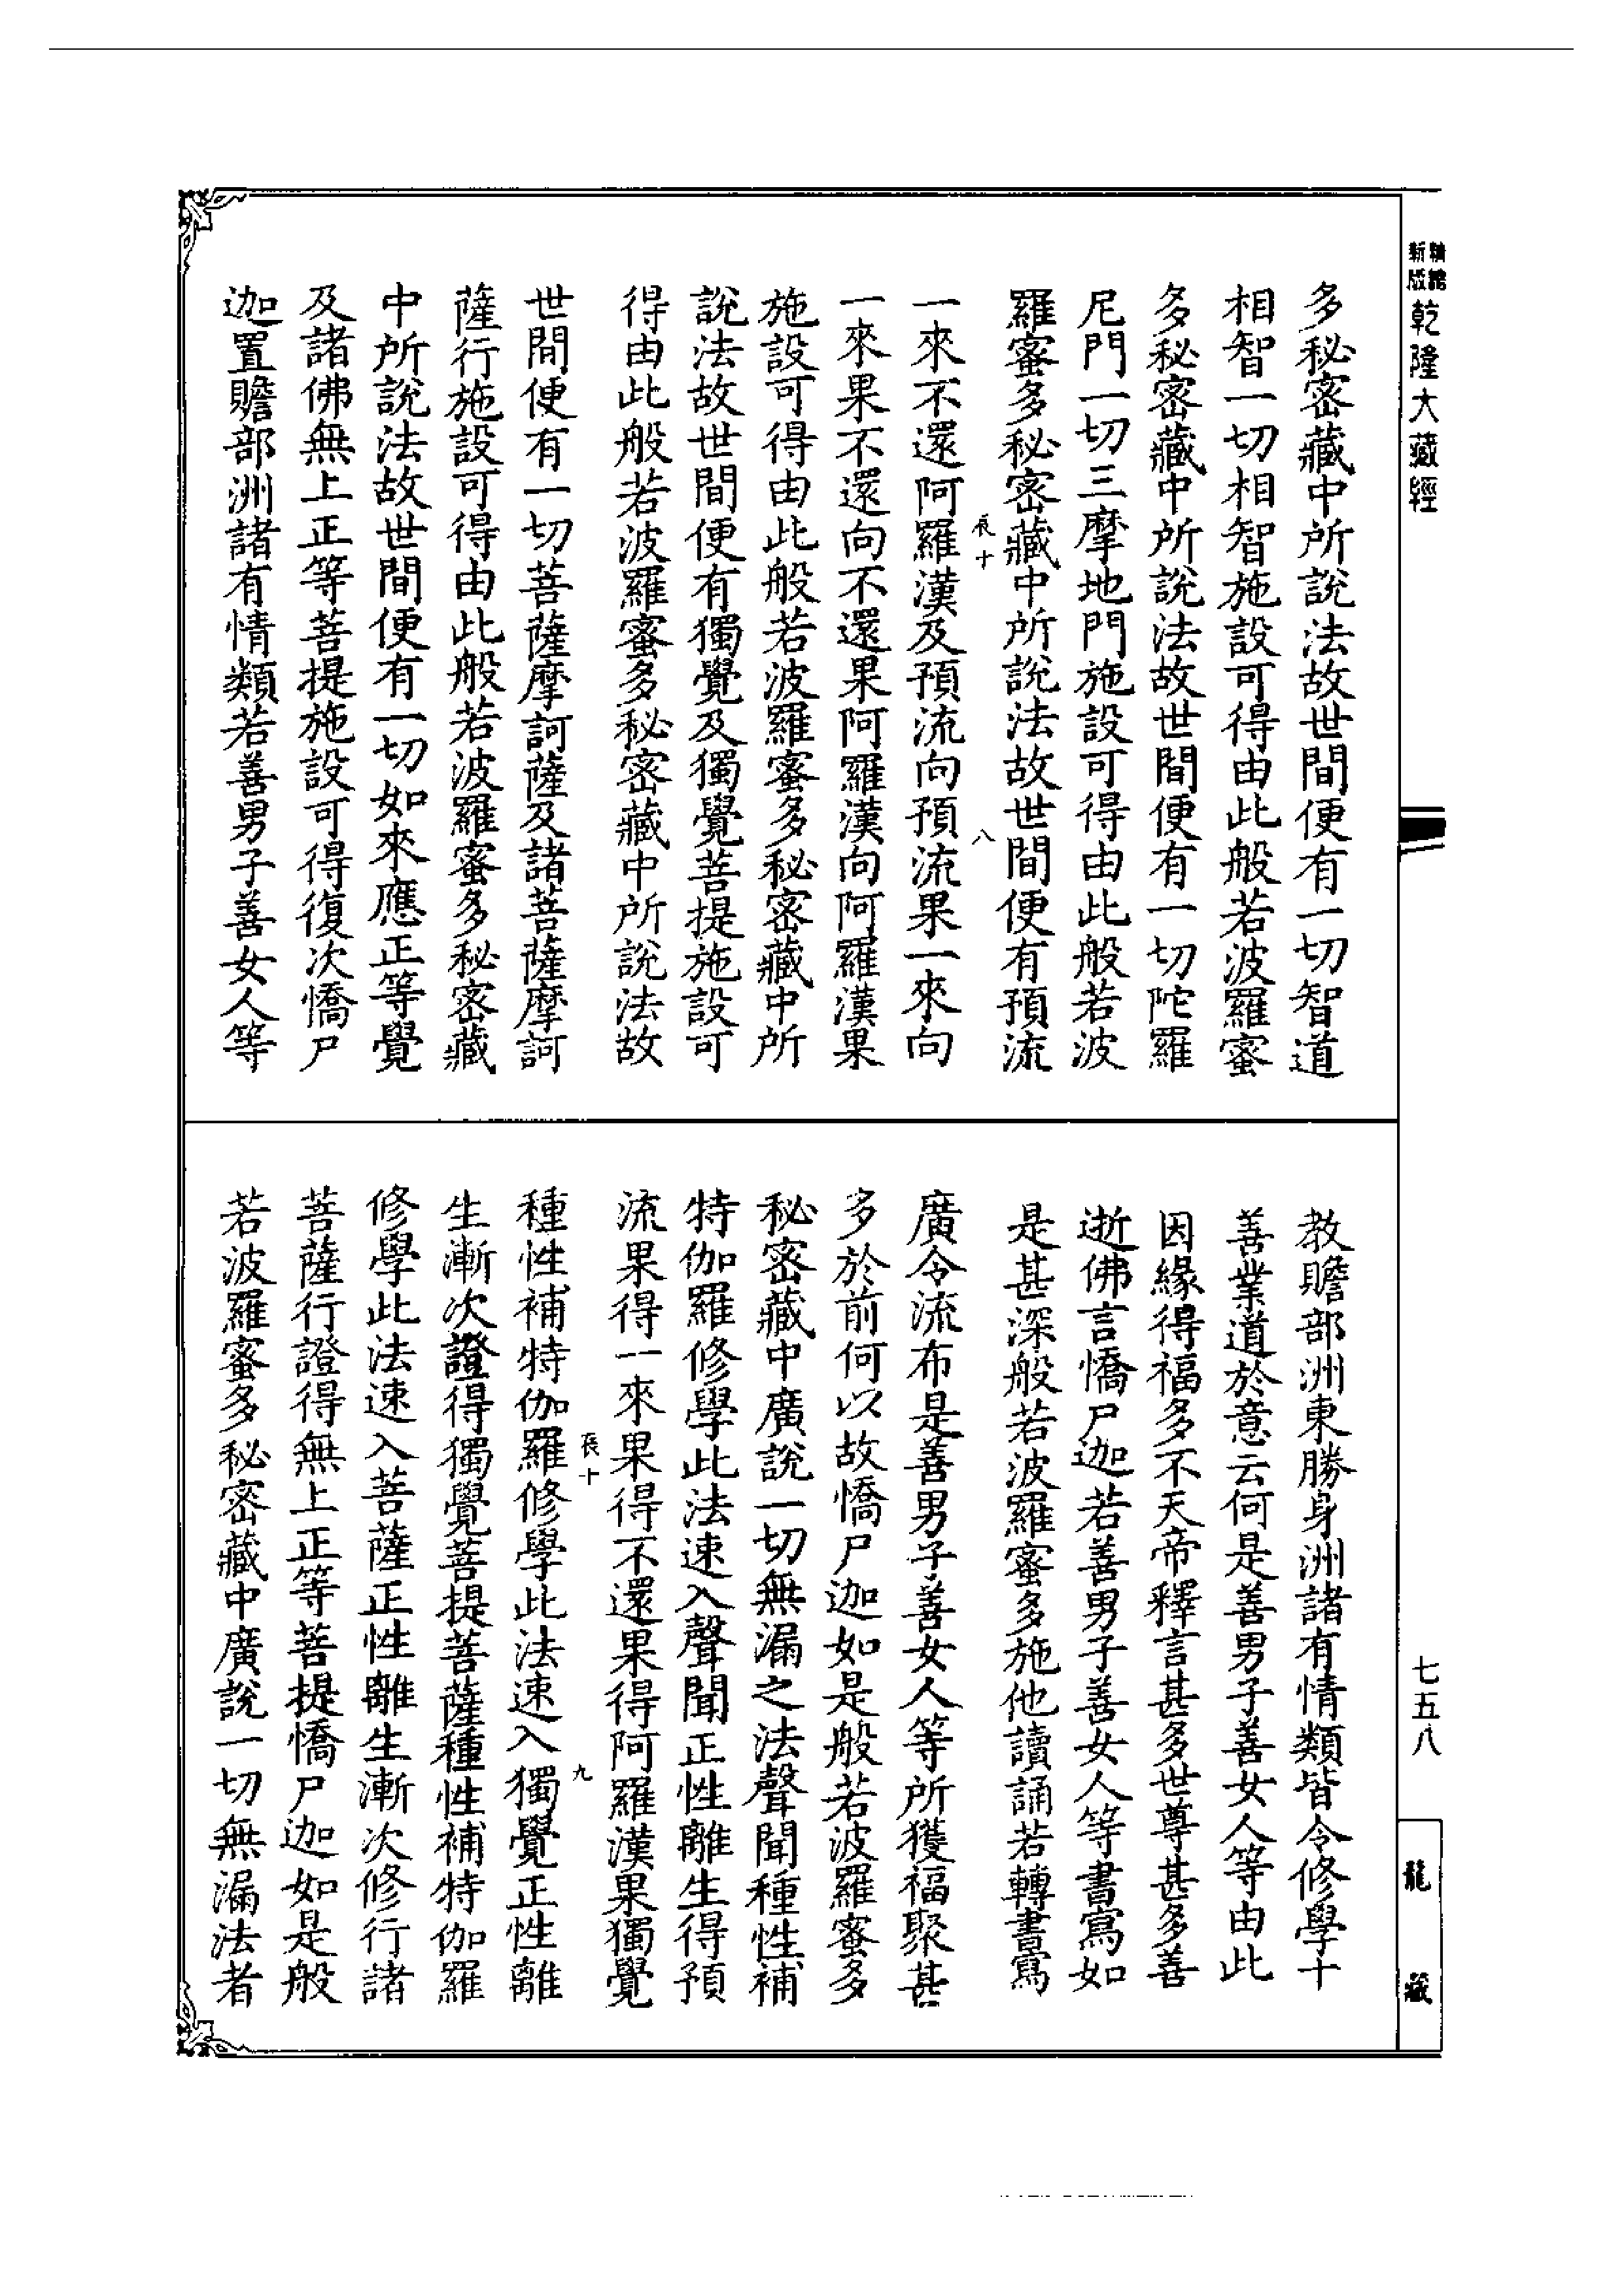 新版
精譌
乾隆大藏經
多秘密藏中所說法故世間便有一切智道
相智一切相智施設可得由此般若波羅蜜
多秘密藏中所說法故世間便有一切陀羅
尼門一切三摩地門施設可得由此般若波
羅蜜多秘密藏中所說法故世間便有預流
辰十
八
一來不還阿羅漢及預流向預流果一來向
一來果不還向不還果阿羅漢向阿羅漢果
施設可得由此般若波羅蜜多秘密藏中所
說法故世間便有獨覺及獨覺菩提施設可
得由此般若波羅蜜多秘密藏中所說法故
世間便有一切菩薩摩訶薩及諸菩薩摩訶
薩行施設可得由此般若波羅蜜多秘密藏
中所說法故世間便有一切如來應正等覺
及諸佛無上正等菩提施設可得復次憍尸
迦置贍部洲諸有情類若善男子善女人等
教贍部洲東勝身洲諸有情類皆令修學十
善業道於意云何是善男子善女人等由此
因緣得福多不天帝釋言甚多世尊甚多善
逝佛言憍尸迦若善男子善女人等書寫如
是甚深般若波羅蜜多施他讀誦若轉書寫
廣令流布是善男子善女人等所獲福聚甚
多於前何以故憍尸迦如是般若波羅蜜多
秘密藏中廣說一切無漏之法聲聞種性補
特伽羅修學此法速入聲聞正性離生得預
流果得一來果得不還果得阿羅漢果獨覺
辰十
九
種性補特伽羅修學此法速入獨覺正性離
生漸次證得獨覺菩提菩薩種性補特伽羅
修學此法速入菩薩正性離生漸次修行諸
菩薩行證得無上正等菩提憍尸迦如是般
若波羅蜜多秘密藏中廣說一切無漏法者
七五八
龍藏